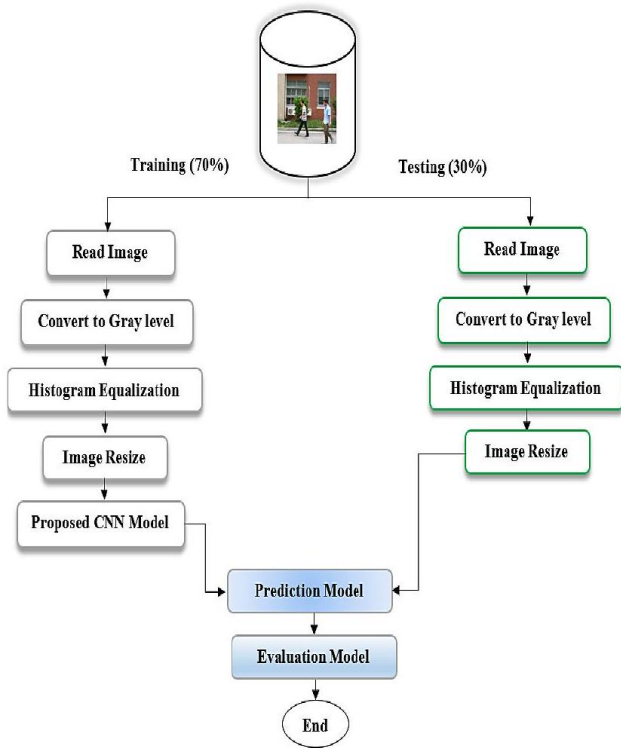 Training (70%)
Testing (30%)
Read Image
Convert to Gray level
Histogram Equalization
Image Resize
Proposed CNN Model
Read Image
Convert to Gray level
Histogram Equalization
Image Resize
Prediction Model
Evaluation Model
End